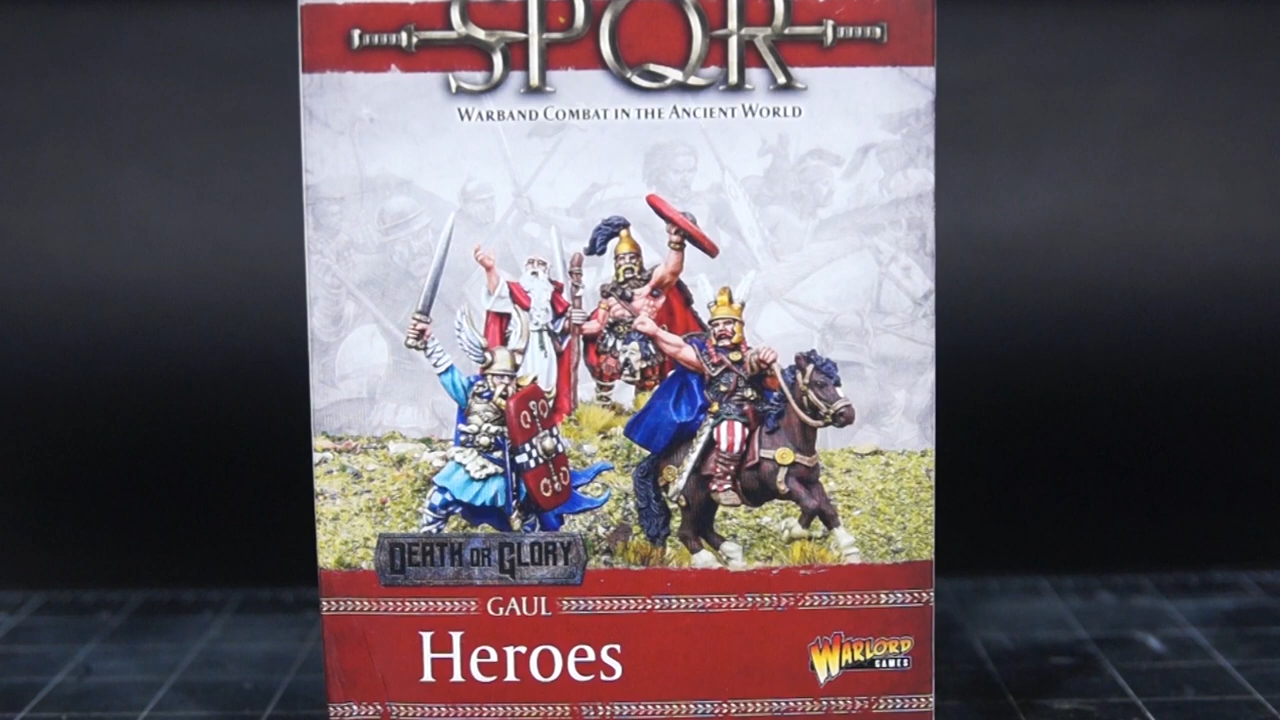 SPQR
WARBAND COMBAT IN THE ANCIENT WORLD
DEATH OR GLORY
GAUL
Heroes
WARLORD
GAMES